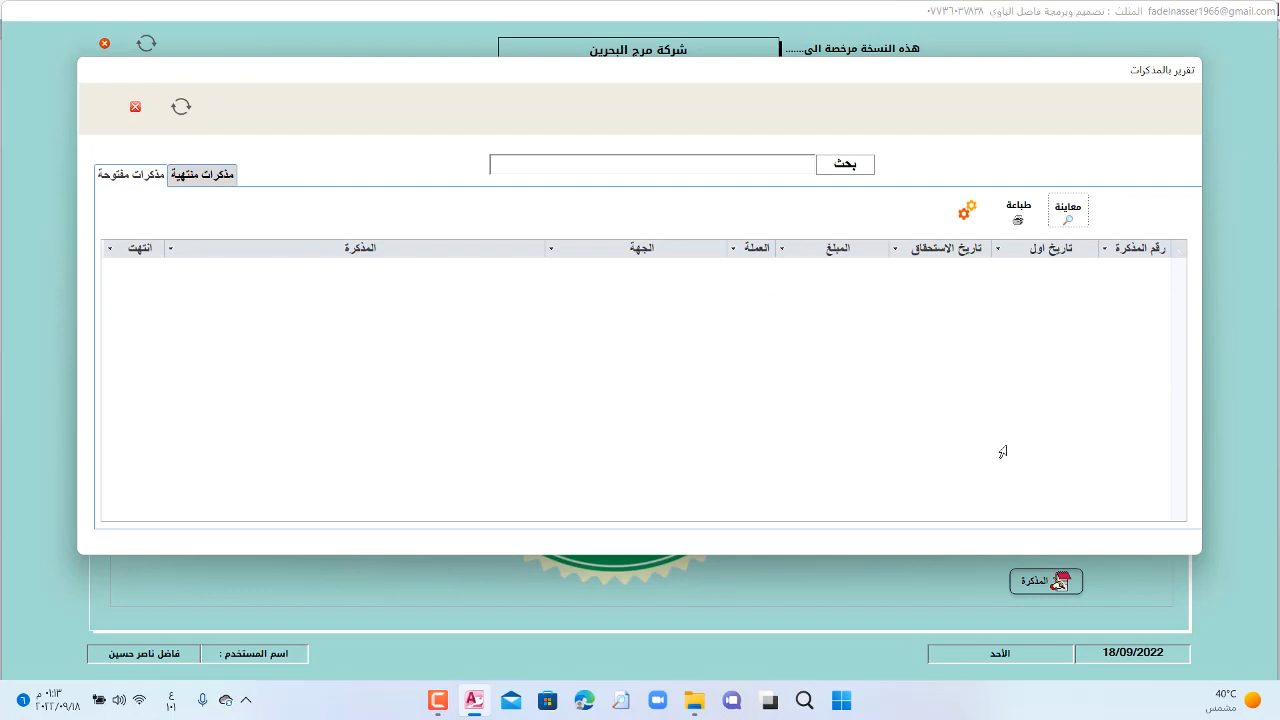 المثلث : تصميم وبرمجة فاضل الباوي ٠٧٧٣٦٠٣٧٨٣٨ fadelnasser1966@gmail.com
هذه النسخة مرخصة الى.......
شركة مرج البحرين
تقرير بالمذكرات
بحث
مذكرات منتهية
مذكرات مفتوحة
معاينة
طباعة
رقم المذكرة
تاريخ اول
تاريخ الاستحقاق
المبلغ
العملة
الجهة
المذكرة
انتهت
المذكرة
18/09/2022
الأحد
اسم المستخدم :
فاضل ناصر حسين
40°C
مشمس
ع
١٠١
٠١:١٣ م
٢٠٢٢/٠٩/١٨
٦